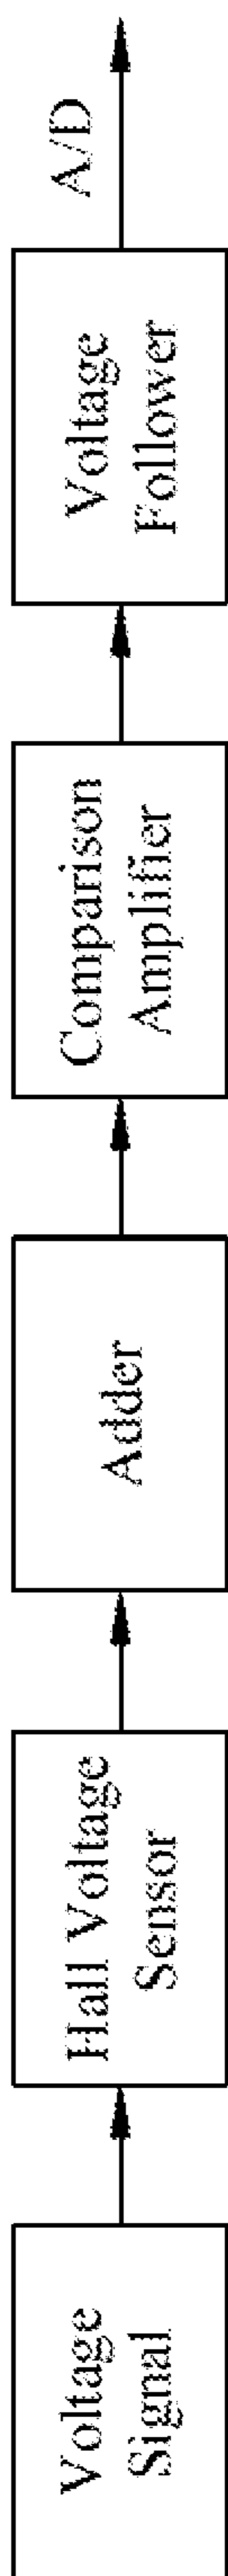 Voltage
Signal
Hall Voltage
Sensor
Adder
Comparison
Amplifier
Voltage
Follower
A/D